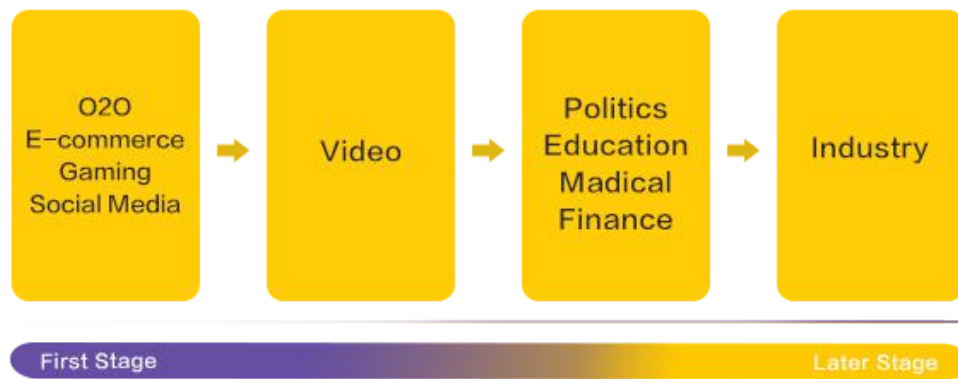 O2O
E-commerce
Gaming
Social Media
Video
Politics
Education
Madical
Finance
Industry
First Stage
Later Stage